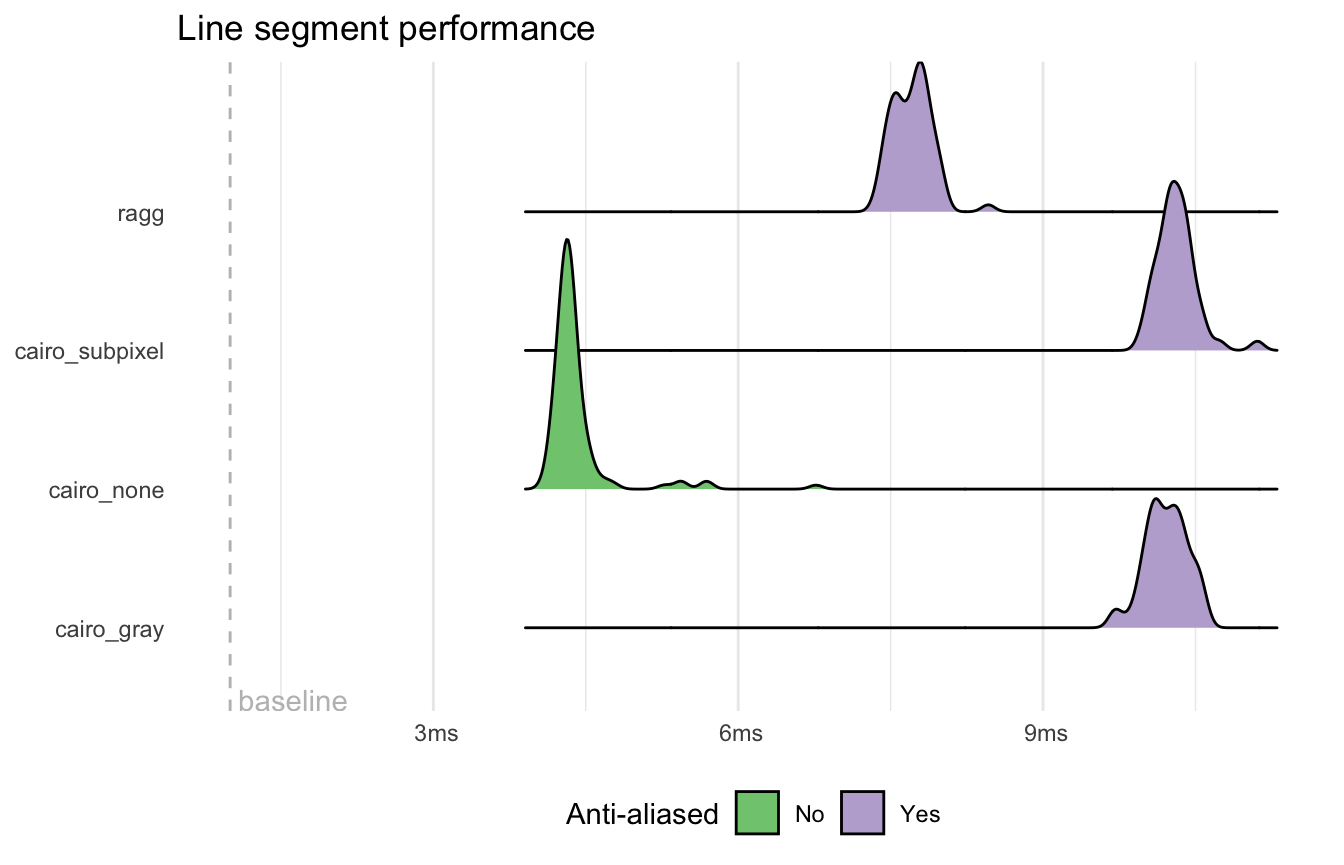 Line segment performance
ragg
cairo_subpixel
cairo_none
cairo_gray
baseline
3ms 6ms 9ms
Anti-aliased No Yes